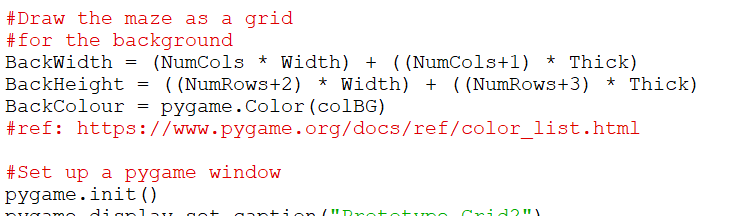 #Draw the maze as a grid
#for the background
BackWidth = (NumCols * Width) + ((NumCols+1) * Thick)
BackHeight = ((NumRows+2) * Width) + ((NumRows+3) * Thick)
BackColour = pygame.Color(colBG)
#ref: https://www.pygame.org/docs/ref/color_list.html
#Set up a pygame window
pygame.init()
pygame.display.set_caption("Prototype Grid2")